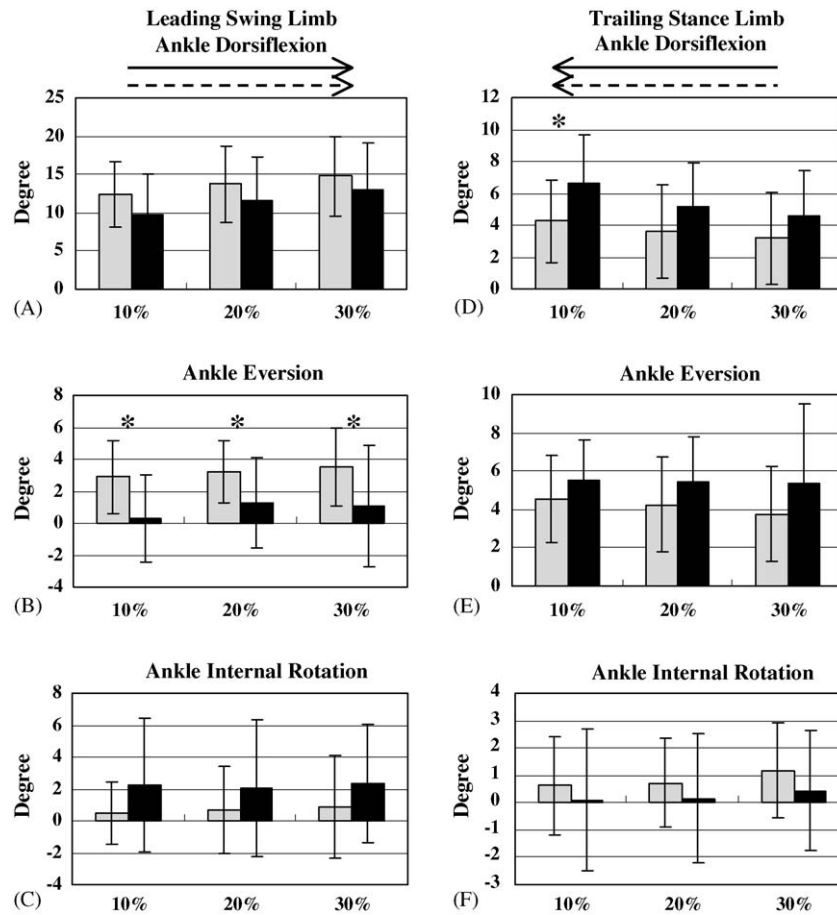 Leading Swing Limb
Ankle Dorsiflexion
25
20
15
10
5
0
Degree
10% 20% 30%
(A)
Ankle Eversion
8
6
4
2
0
-2
-4
Degree
* * *
10% 20% 30%
(B)
Ankle Internal Rotation
8
6
4
2
0
-2
-4
Degree
10% 20% 30%
(C)
Trailing Stance Limb
Ankle Dorsiflexion
12
10
8
6
4
2
0
Degree
*
10% 20% 30%
(D)
Ankle Eversion
10
8
6
4
2
0
Degree
10% 20% 30%
(E)
Ankle Internal Rotation
4
3
2
1
0
-1
-2
-3
Degree
10% 20% 30%
(F)